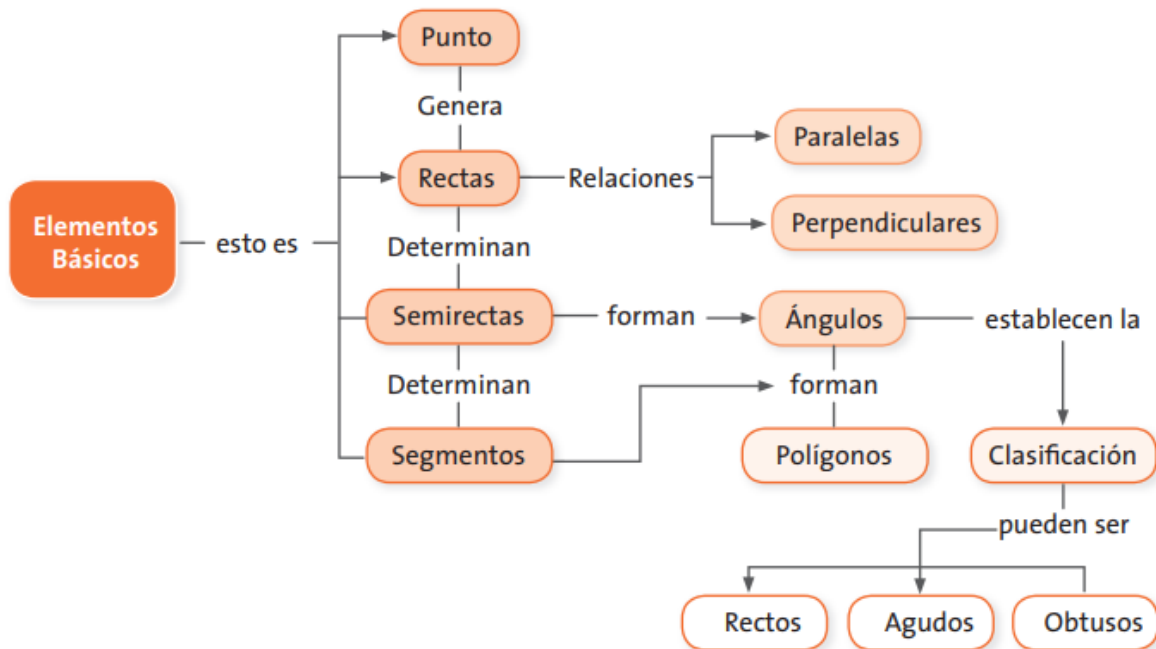 Punto
Genera
Rectas
Relaciones
Paralelas
Perpendiculares
Elementos
Básicos
esto es
Determinan
Semirectas
forman
Ángulos
establecen la
Determinan
forman
Segmentos
Polígonos
Clasificación
pueden ser
Rectos
Agudos
Obtusos